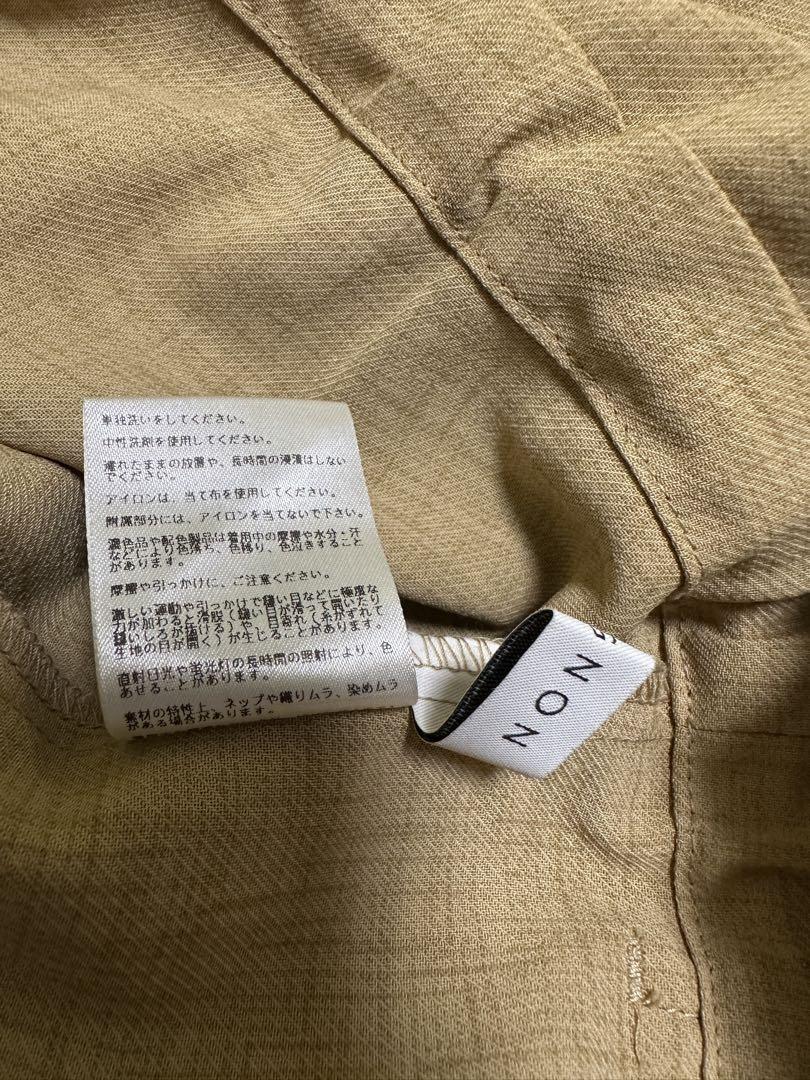 単独洗いをしてください。
中性洗剤を使用してください。
濡れたままの放置や、長時間の浸漬はしない
でください。
アイロンは、当て布を使用してください。
附属部分には、アイロンを当てないで下さい。
濃色品や配色製品は着用中の摩擦や水分・汗
などにより色落ち、色移り、色泣きすること
があります。
摩擦や引っかけに、ご注意ください。
激しい運動や引っかけで縫い目などに極度な
力が加わると滑脱(縫い目が滑って開いたり
縫いしろが抜ける)や(縫い目寄れ(糸がずれて
生地の目が開く)が生じることがあります。
直射日光や蛍光灯の長時間の照射により、色
あせることがあります。
素材の特性上、ネップや織りムラ、染めムラ
がある場合があります。
NON